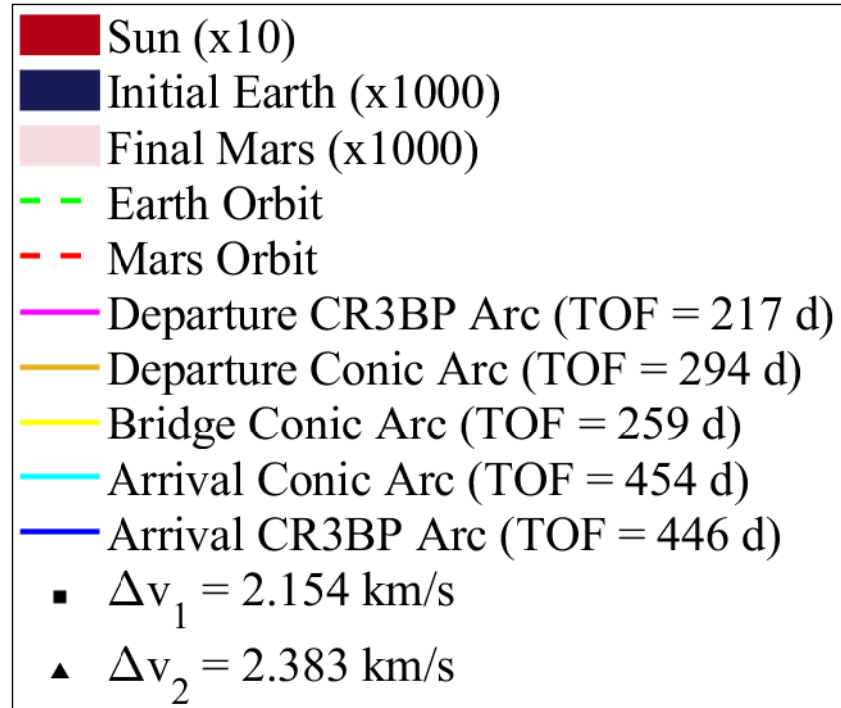 Sun (x10)
Initial Earth (x1000)
Final Mars (x1000)
Earth Orbit
Mars Orbit
Departure CR3BP Arc (TOF = 217 d)
Departure Conic Arc (TOF = 294 d)
Bridge Conic Arc (TOF = 259 d)
Arrival Conic Arc (TOF = 454 d)
Arrival CR3BP Arc (TOF = 446 d)
Δv₁ = 2.154 km/s
Δv₂ = 2.383 km/s